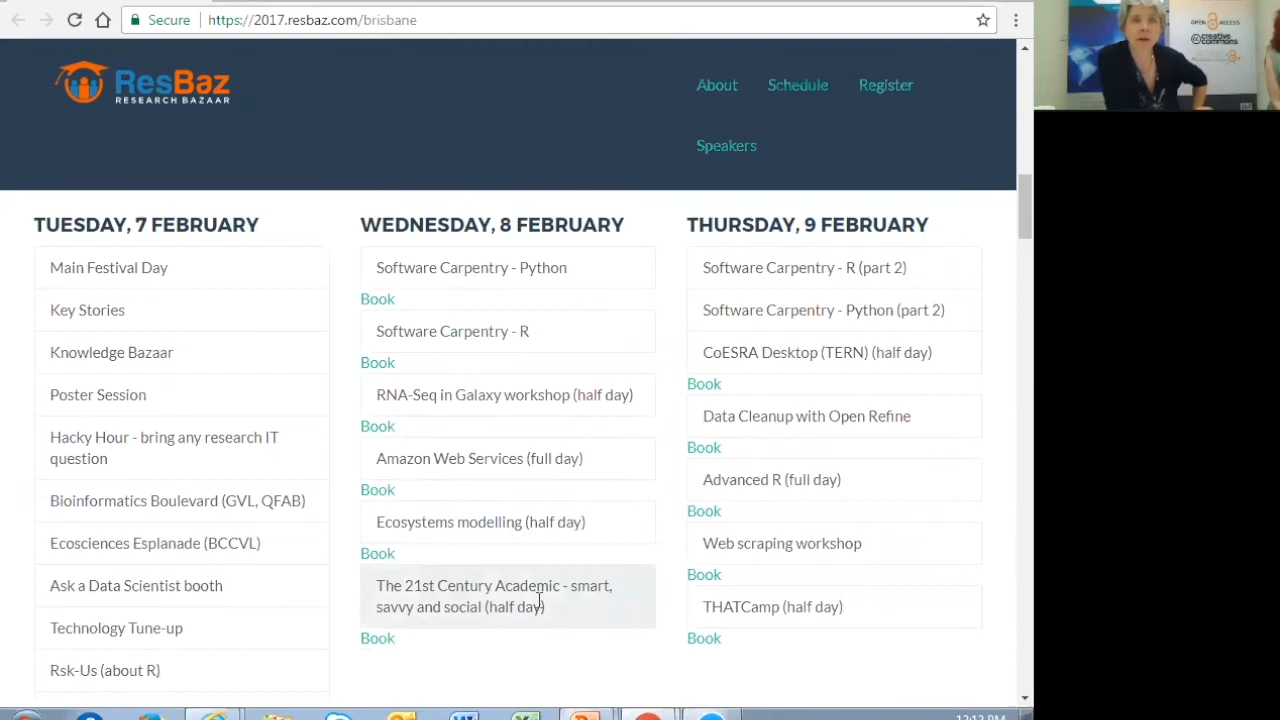 Secure https://2017.resbaz.com/brisbane
ResBaz
RESEARCH BAZAAR
About Schedule Register
Speakers
TUESDAY, 7 FEBRUARY
Main Festival Day
Key Stories
Knowledge Bazaar
Poster Session
Hacky Hour - bring any research IT
question
Bioinformatics Boulevard (GVL, QFAB)
Ecosciences Esplanade (BCCVL)
Ask a Data Scientist booth
Technology Tune-up
Rsk-Us (about R)
WEDNESDAY, 8 FEBRUARY
Software Carpentry - Python
Book
Software Carpentry - R
Book
RNA-Seq in Galaxy workshop (half day)
Book
Amazon Web Services (full day)
Book
Ecosystems modelling (half day)
Book
The 21st Century Academic - smart,
savvy and social (half day)
Book
THURSDAY, 9 FEBRUARY
Software Carpentry - R (part 2)
Software Carpentry - Python (part 2)
CoESRA Desktop (TERN) (half day)
Book
Data Cleanup with Open Refine
Book
Advanced R (full day)
Book
Web scraping workshop
Book
THATCamp (half day)
Book
OPEN ACCESS
creative
commons